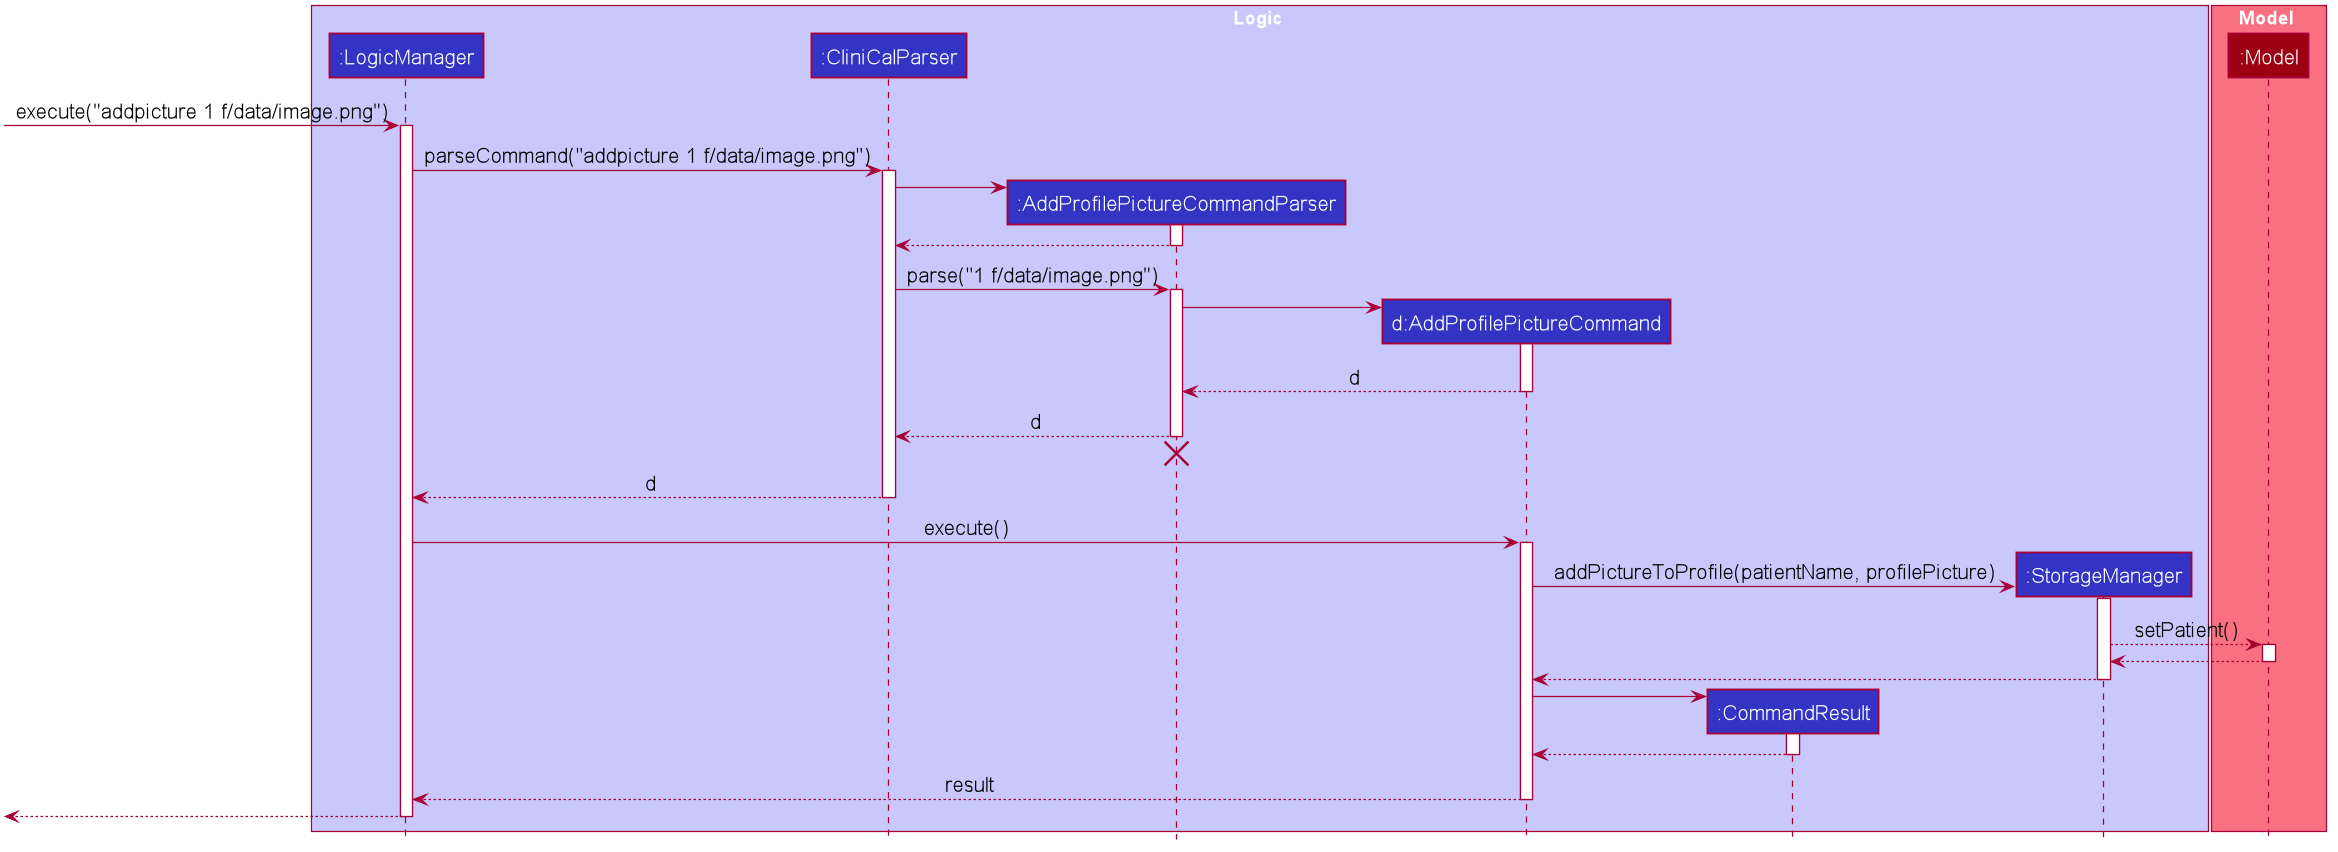 Logic
Model
:LogicManager
:CliniCalParser
:Model
execute("addpicture 1 f/data/image.png")
parseCommand("addpicture 1 f/data/image.png")
:AddProfilePictureCommandParser
parse("1 f/data/image.png")
d:AddProfilePictureCommand
d
d
d
execute()
addPictureToProfile(patientName, profilePicture)
:StorageManager
setPatient()
:CommandResult
result